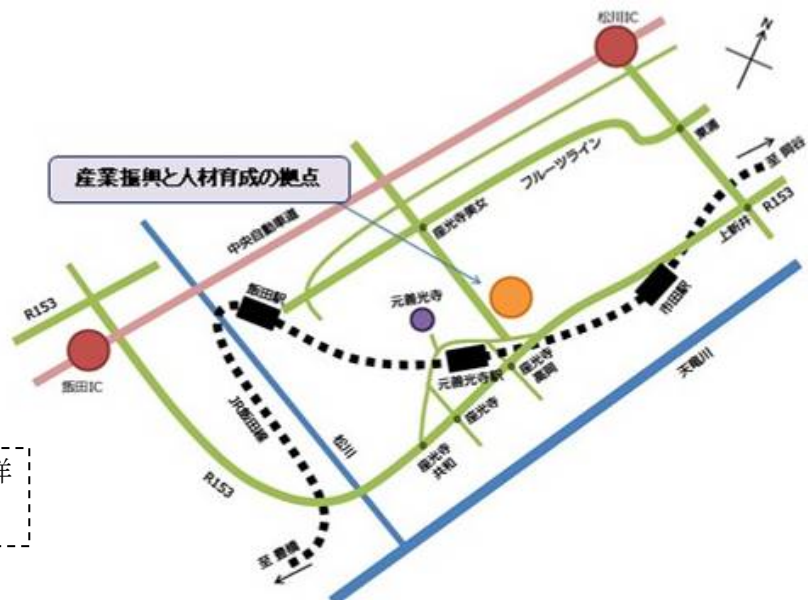 松川IC
N
東浦
至 岡谷
フルーツライン
産業振興と人材育成の拠点
R153
上新井
座光寺美女
中央自動車道
飯田駅
元善光寺
市田駅
R153
飯田IC
元善光寺駅
座光寺
高岡
天竜川
JR飯田線
座光寺
松川
座光寺
共和
R153
至 豊橋